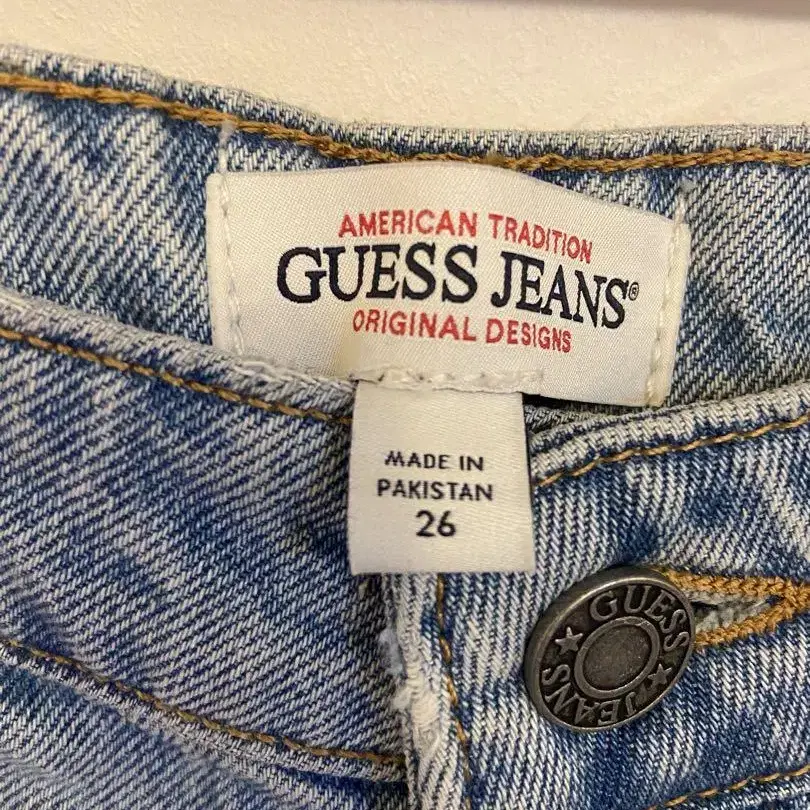 AMERICAN TRADITION
GUESS JEANS®
ORIGINAL DESIGNS
MADE IN
PAKISTAN
26
GUESS
JEANS